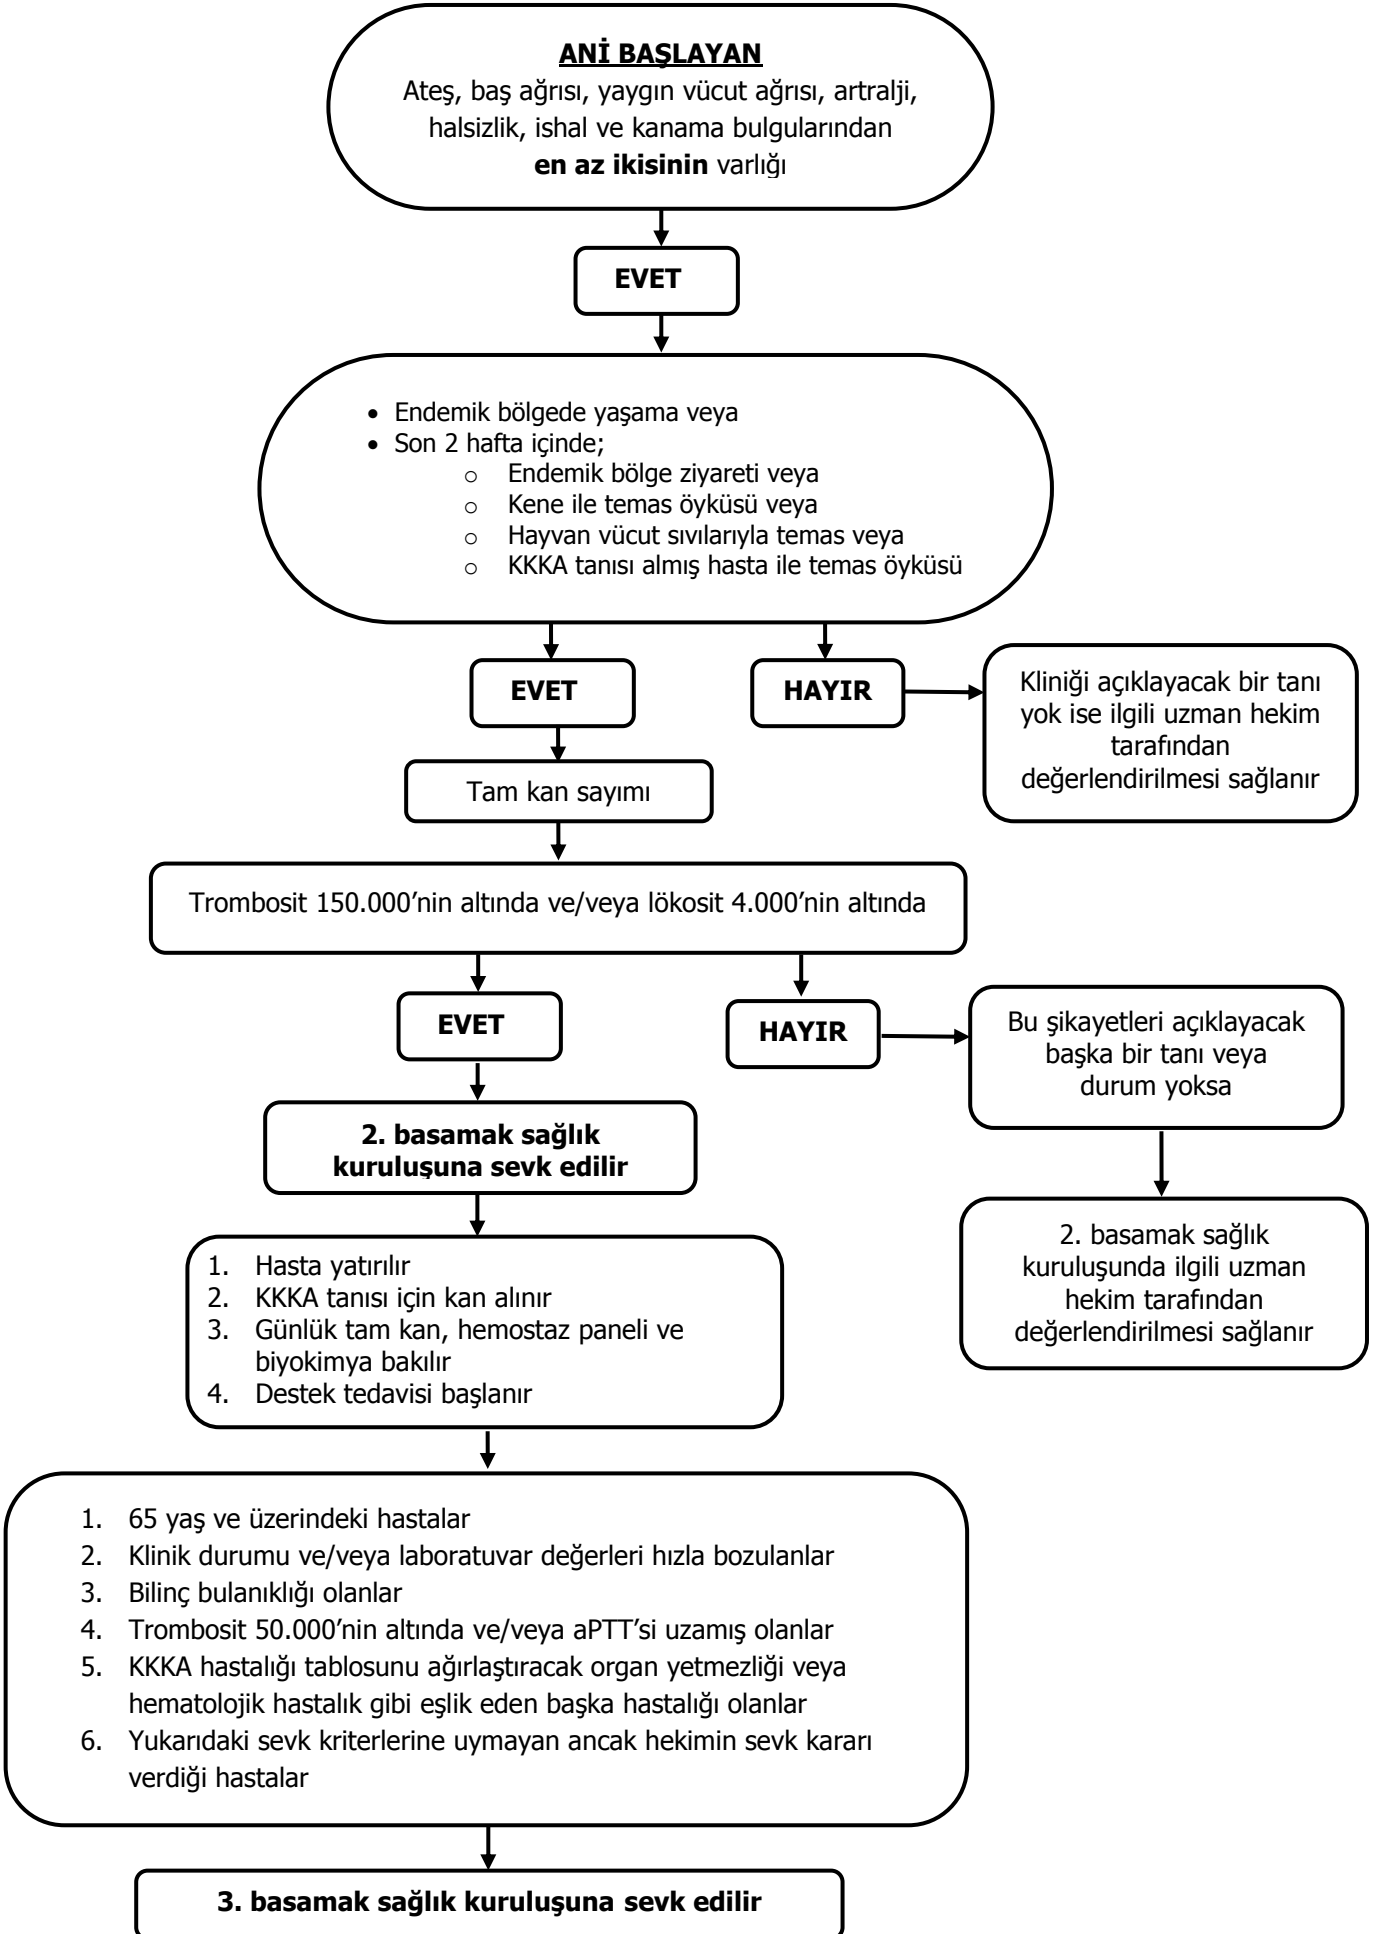 ANİ BAŞLAYAN
Ateş, baş ağrısı, yaygın vücut ağrısı, artralji,
halsizlik, ishal ve kanama bulgularından
en az ikisinin varlığı
EVET
• Endemik bölgede yaşama veya
• Son 2 hafta içinde;
o Endemik bölge ziyareti veya
o Kene ile temas öyküsü veya
o Hayvan vücut sıvılarıyla temas veya
o KKKA tanısı almış hasta ile temas öyküsü
EVET
HAYIR
Kliniği açıklayacak bir tanı
yok ise ilgili uzman hekim
tarafından
değerlendirilmesi sağlanır
Tam kan sayımı
Trombosit 150.000’nin altında ve/veya lökosit 4.000’nin altında
EVET
HAYIR
Bu şikayetleri açıklayacak
başka bir tanı veya
durum yoksa
2. basamak sağlık
kuruluşuna sevk edilir
2. basamak sağlık
kuruluşunda ilgili uzman
hekim tarafından
değerlendirilmesi sağlanır
1. Hasta yatırılır
2. KKKA tanısı için kan alınır
3. Günlük tam kan, hemostaz paneli ve
biyokimya bakılır
4. Destek tedavisi başlanır
1. 65 yaş ve üzerindeki hastalar
2. Klinik durumu ve/veya laboratuvar değerleri hızla bozulanlar
3. Bilinç bulanıklığı olanlar
4. Trombosit 50.000’nin altında ve/veya aPTT’si uzamış olanlar
5. KKKA hastalığı tablosunu ağırlaştıracak organ yetmezliği veya
hematolojik hastalık gibi eşlik eden başka hastalığı olanlar
6. Yukarıdaki sevk kriterlerine uymayan ancak hekimin sevk kararı
verdiği hastalar
3. basamak sağlık kuruluşuna sevk edilir